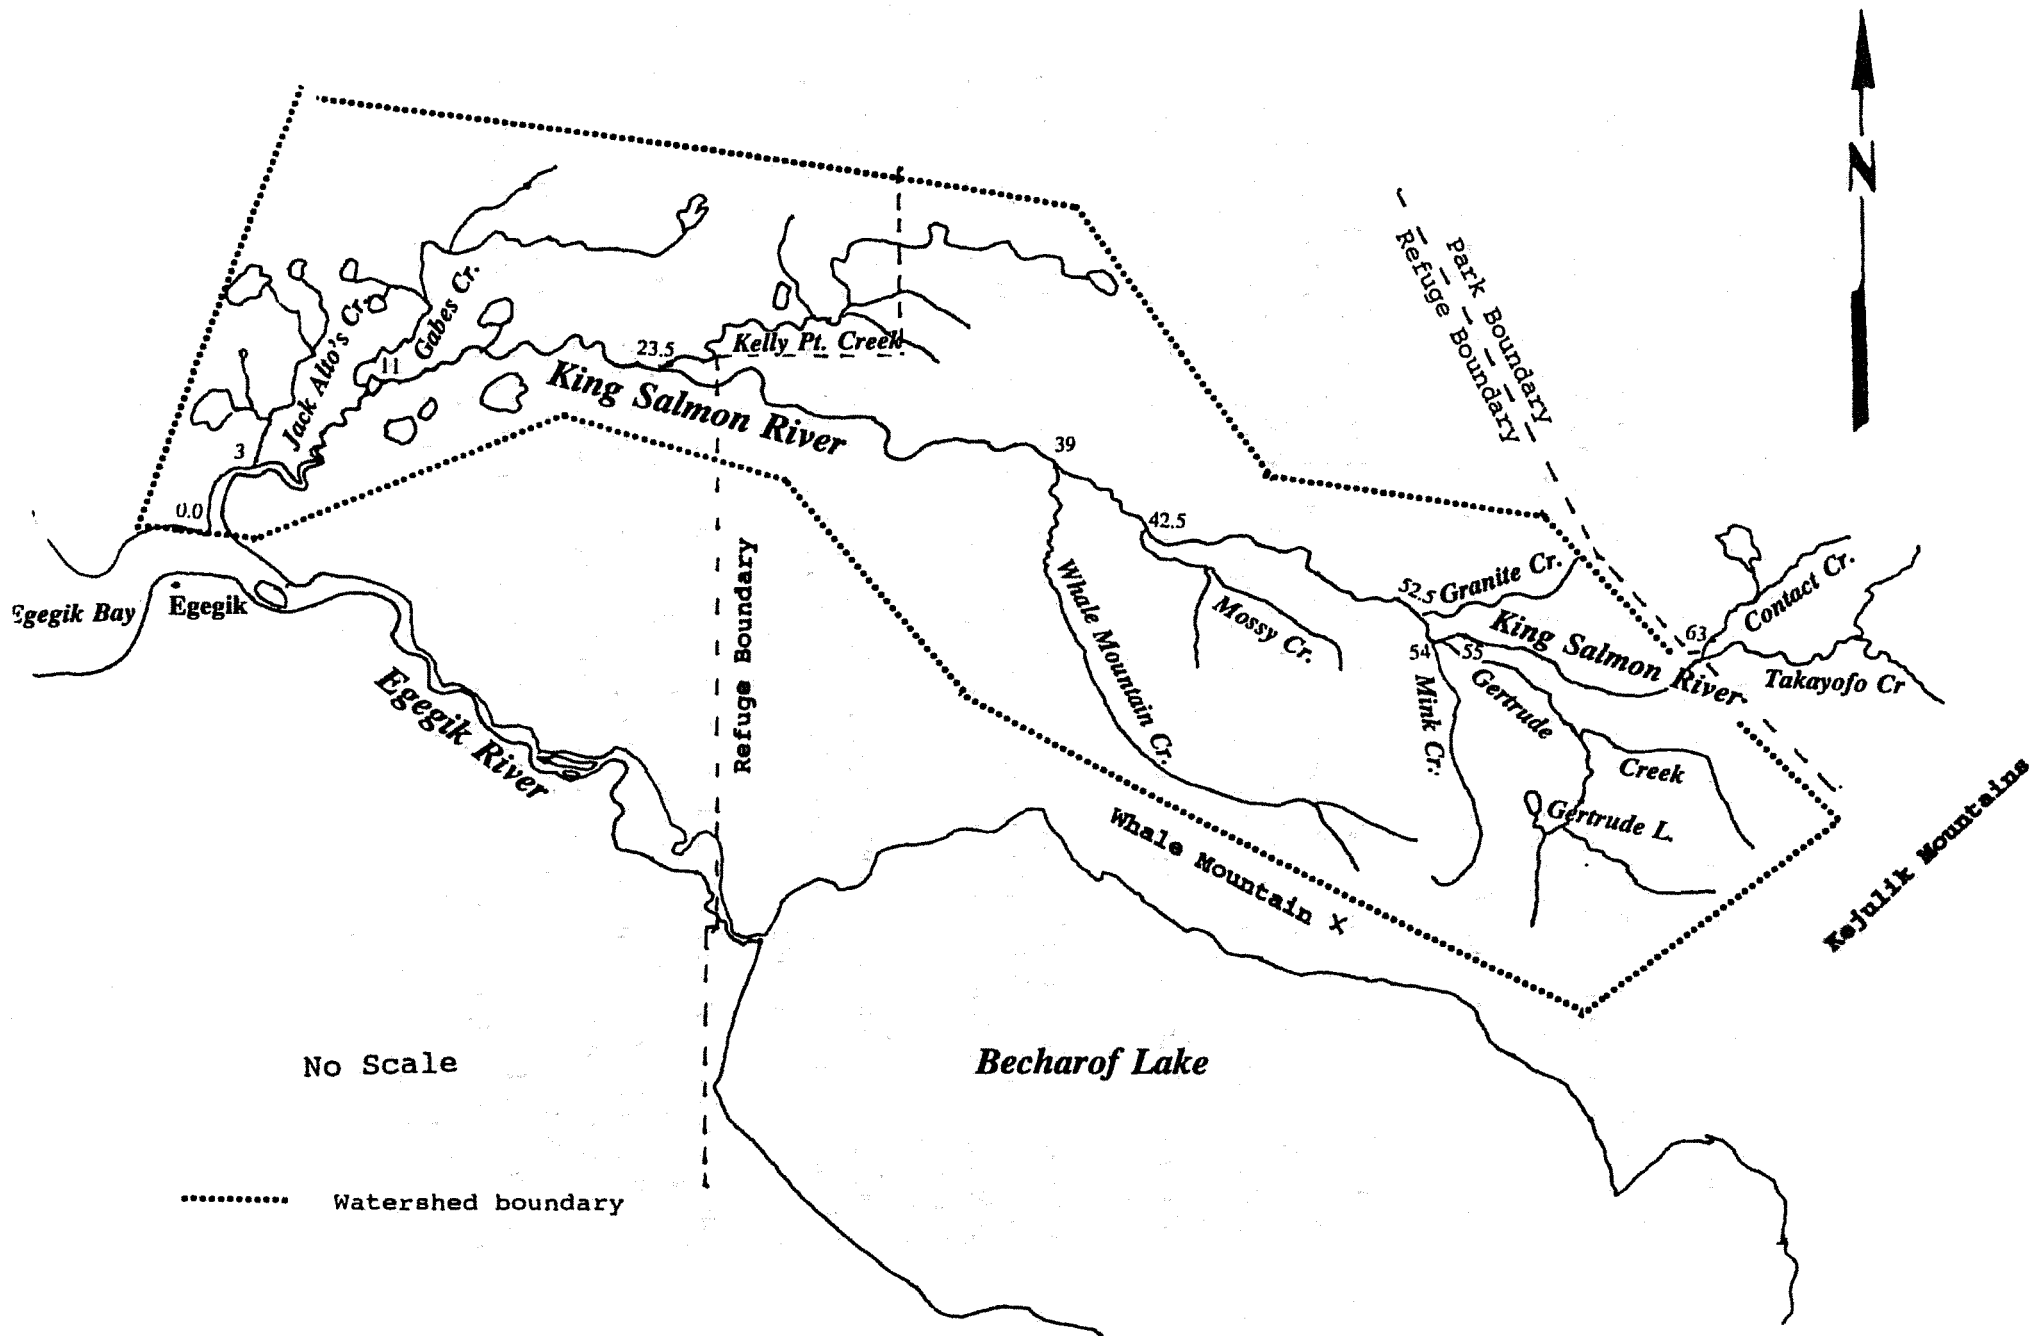 N
Park Boundary
Refuge Boundary
Jack Alto's Cr.
Gabes Cr.
11
23.5
Kelly Pt. Creek
King Salmon River
3
0.0
39
42.5
52.5
Granite Cr.
Contact Cr.
63
Egegik Bay
Egegik
Whale Mountain Cr.
Mossy Cr.
King Salmon River
54
55
Takayofo Cr
Mink Cr.
Gertrude
Creek
Gertrude L.
Refuge Boundary
Egegik River
Whale Mountain X
Kejulik Mountains
No Scale
Becharof Lake
Watershed boundary